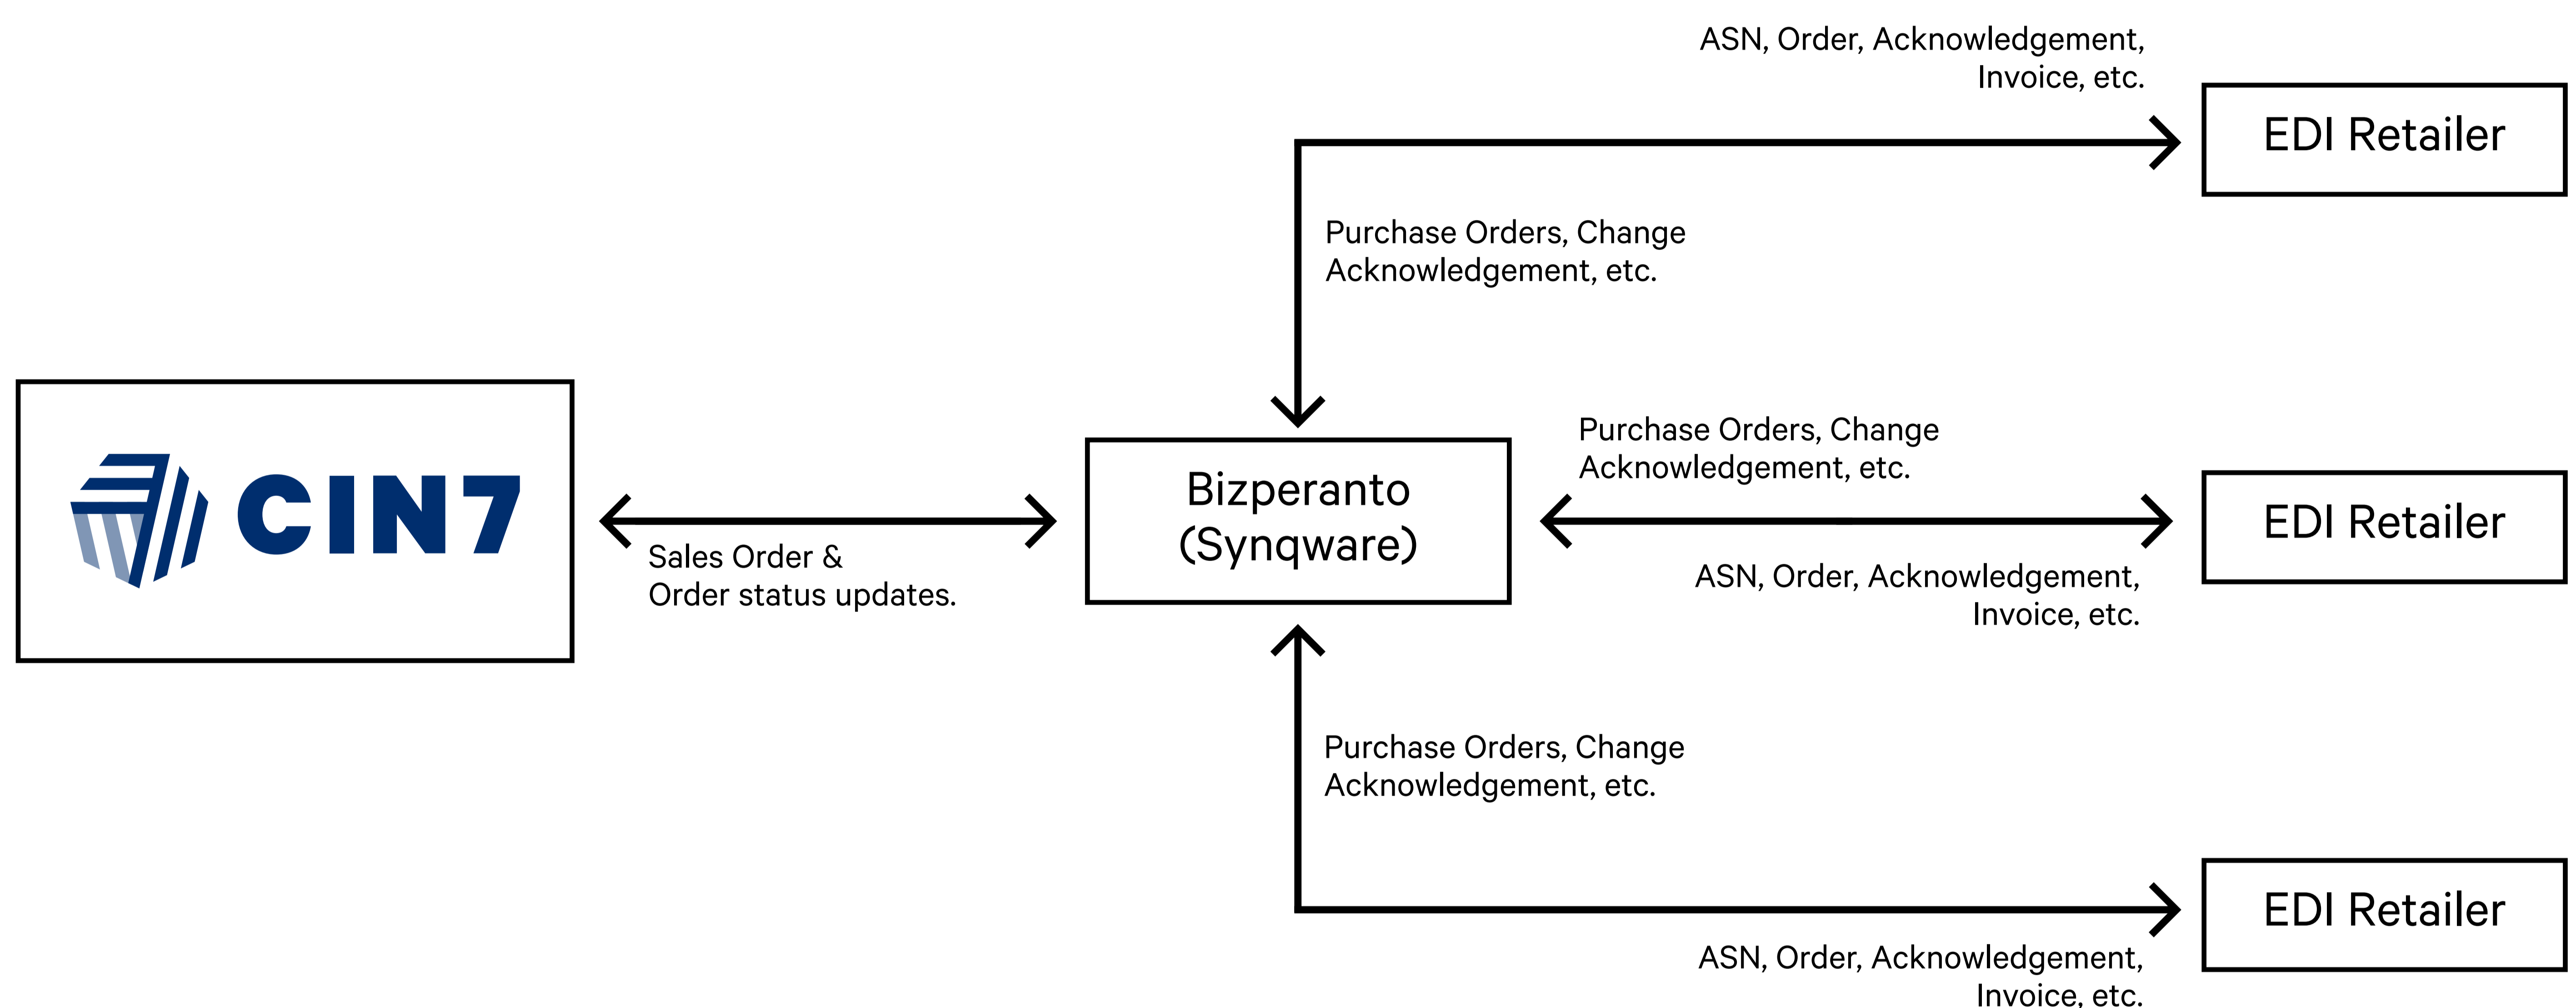 ASN, Order, Acknowledgement,
Invoice, etc.
EDI Retailer
Purchase Orders, Change
Acknowledgement, etc.
CIN7
Sales Order &
Order status updates.
Bizperanto
(Synqware)
Purchase Orders, Change
Acknowledgement, etc.
EDI Retailer
ASN, Order, Acknowledgement,
Invoice, etc.
Purchase Orders, Change
Acknowledgement, etc.
EDI Retailer
ASN, Order, Acknowledgement,
Invoice, etc.